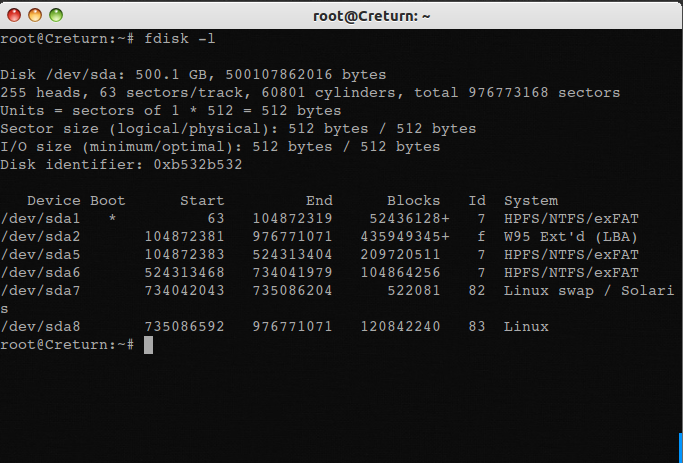 root@Creturn: ~
root@Creturn:~# fdisk -l
Disk /dev/sda: 500.1 GB, 500107862016 bytes
255 heads, 63 sectors/track, 60801 cylinders, total 976773168 sectors
Units = sectors of 1 * 512 = 512 bytes
Sector size (logical/physical): 512 bytes / 512 bytes
I/O size (minimum/optimal): 512 bytes / 512 bytes
Disk identifier: 0xb532b532
   Device Boot      Start         End      Blocks   Id  System
/dev/sda1   *          63   104872319    52436128+   7  HPFS/NTFS/exFAT
/dev/sda2       104872381   976771071   435949345+   f  W95 Ext'd (LBA)
/dev/sda5       104872383   524313404   209720511    7  HPFS/NTFS/exFAT
/dev/sda6       524313468   734041979   104864256    7  HPFS/NTFS/exFAT
/dev/sda7       734042043   735086204      522081   82  Linux swap / Solari
s
/dev/sda8       735086592   976771071   120842240   83  Linux
root@Creturn:~#